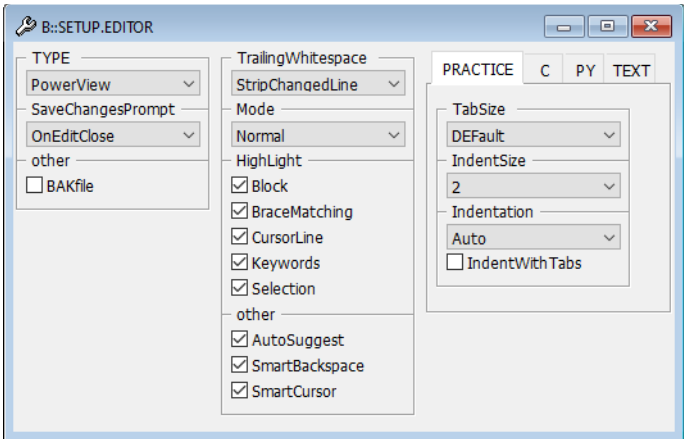 B::SETUP.EDITOR
TYPE
PowerView
SaveChangesPrompt
OnEditClose
other
BAKfile
TrailingWhitespace
StripChangedLine
Mode
Normal
HighLight
Block
BraceMatching
CursorLine
Keywords
Selection
other
AutoSuggest
SmartBackspace
SmartCursor
PRACTICE C PY TEXT
TabSize
DEFault
IndentSize
2
Indentation
Auto
IndentWithTabs